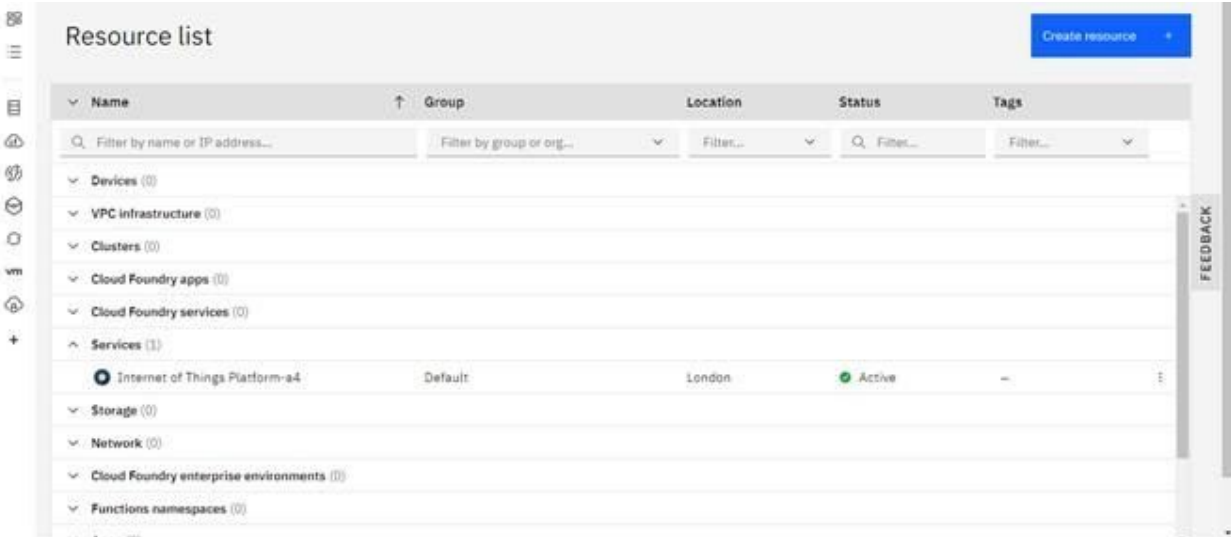 Resource list
Create resource +
Name ↑ Group Location Status Tags
Filter by name or IP address... Filter by group or org... Filter... Filter... Filter...
Devices (0)
VPC infrastructure (0)
Clusters (0)
Cloud Foundry apps (0)
Cloud Foundry services (0)
Services (1)
Internet of Things Platform-a4 Default London Active –
Storage (0)
Network (0)
Cloud Foundry enterprise environments (0)
Functions namespaces (0)
vm
FEEDBACK